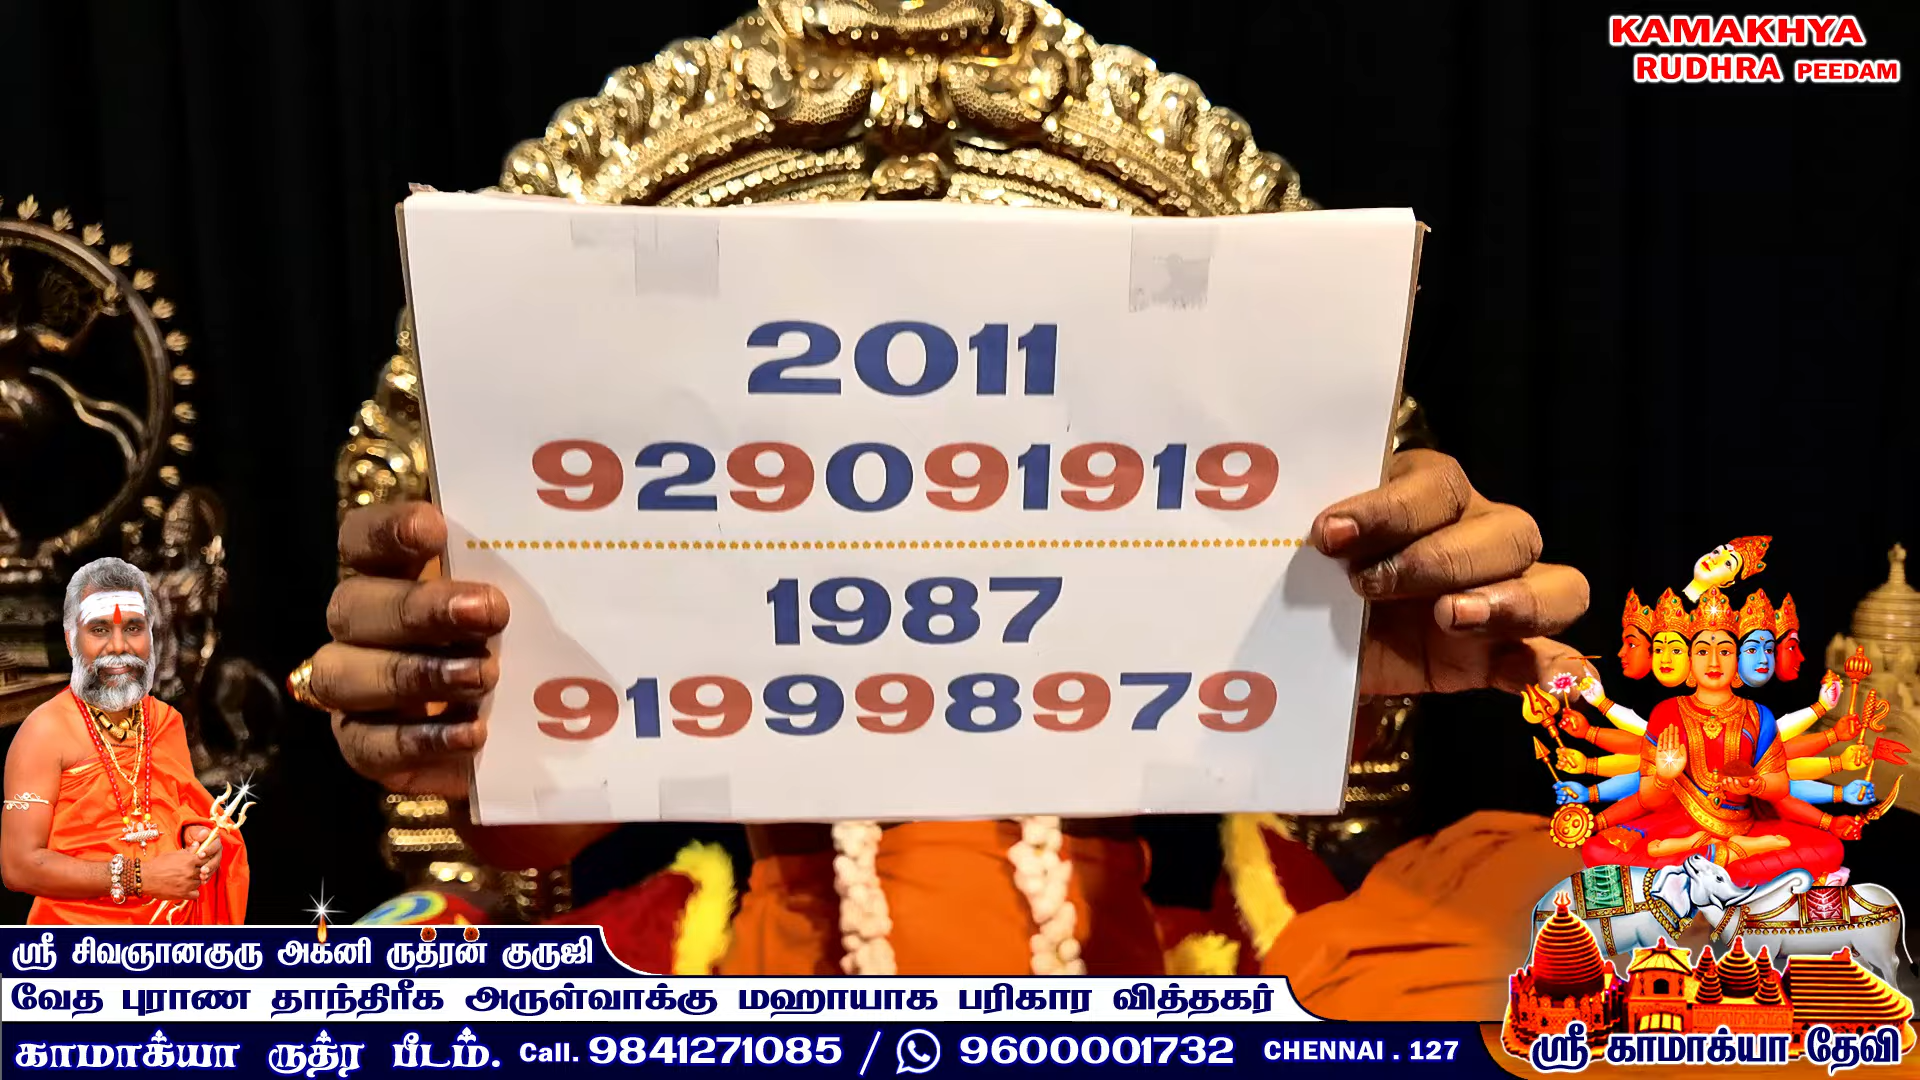 KAMAKHYA
RUDHRA PEEDAM
2011
929091919
1987
919998979
ஸ்ரீ சிவஞானகுரு அக்னி ருத்ரன் குருஜி
வேத புராண தாந்திரீக அருள்வாக்கு மஹாயாக பரிகார வித்தகர்
காமாக்யா ருத்ர பீடம். Call. 9841271085 / 9600001732 CHENNAI . 127
ஸ்ரீ காமாக்யா தேவி